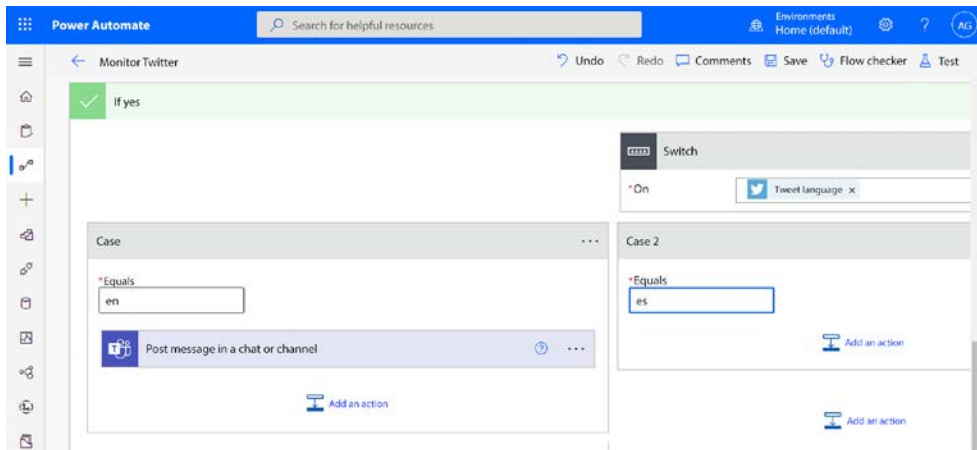 Power Automate
Search for helpful resources
Environments
Home (default)
?
AG
Monitor Twitter
Undo
Redo
Comments
Save
Flow checker
Test
If yes
Switch
*On
Tweet language x
Case
...
Case 2
*Equals
en
*Equals
es
Post message in a chat or channel
...
Add an action
Add an action
Add an action